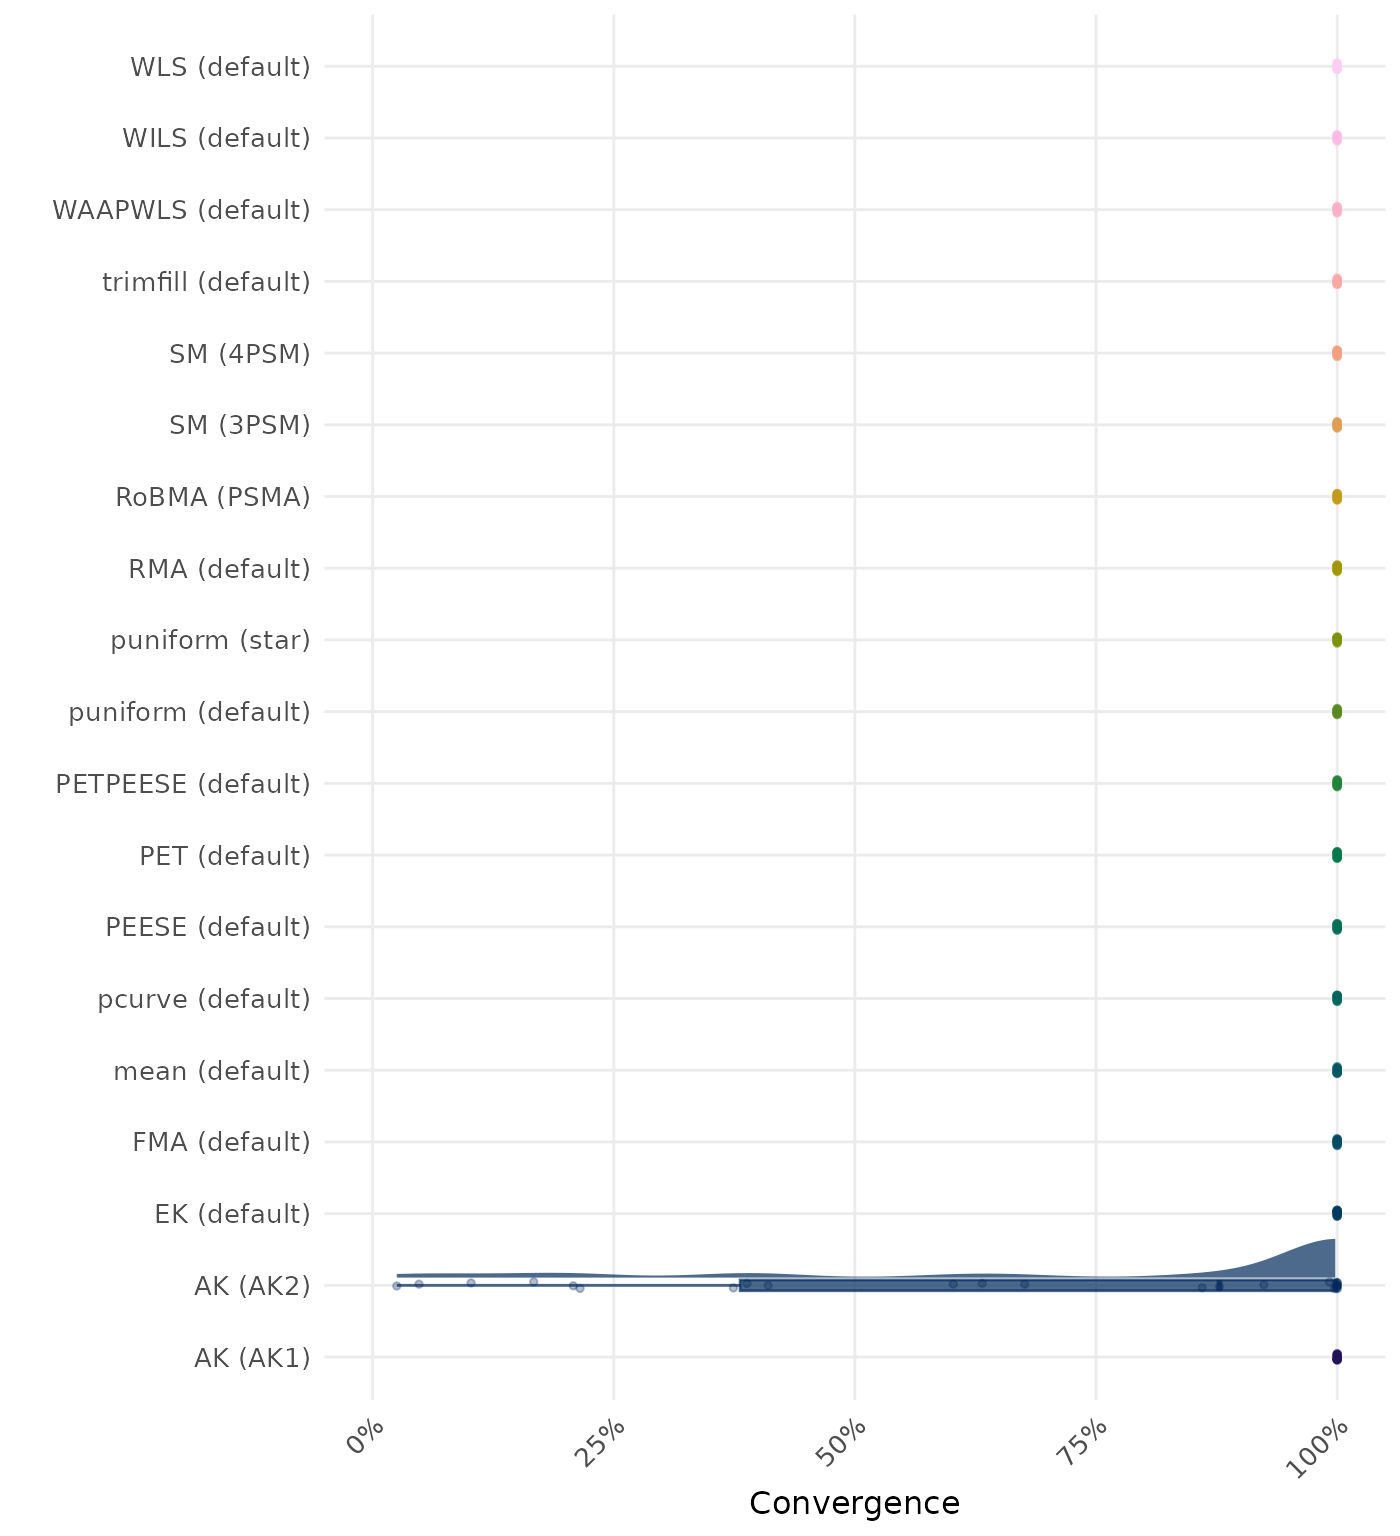 WLS (default)
WILS (default)
WAAPWLS (default)
trimfill (default)
SM (4PSM)
SM (3PSM)
RoBMA (PSMA)
RMA (default)
puniform (star)
puniform (default)
PETPEESE (default)
PET (default)
PEESE (default)
pcurve (default)
mean (default)
FMA (default)
EK (default)
AK (AK2)
AK (AK1)
0% 25% 50% 75% 100%
Convergence